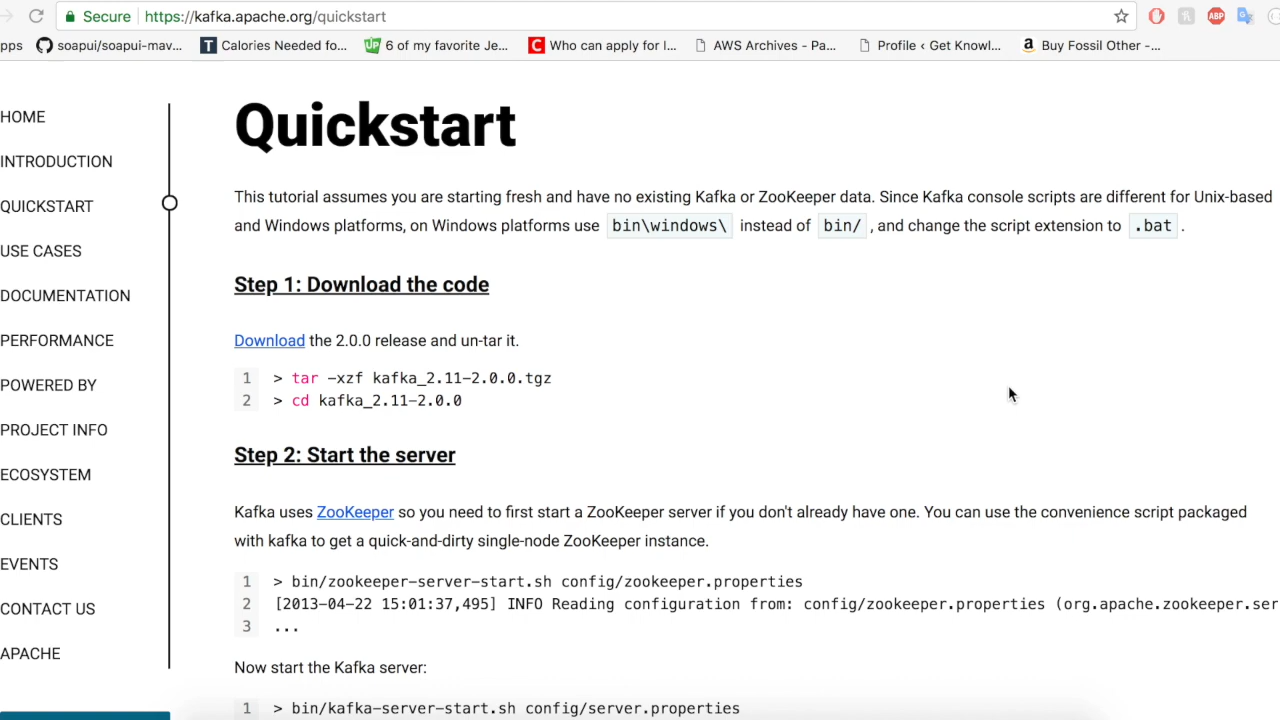 https://kafka.apache.org/quickstart
pps soapui/soapui-mav... Calories Needed fo... 6 of my favorite Je... Who can apply for I... AWS Archives - Pa... Profile ‹ Get Knowl... Buy Fossil Other -...
Secure
ABP
HOME
INTRODUCTION
QUICKSTART
USE CASES
DOCUMENTATION
PERFORMANCE
POWERED BY
PROJECT INFO
ECOSYSTEM
CLIENTS
EVENTS
CONTACT US
APACHE
Quickstart
This tutorial assumes you are starting fresh and have no existing Kafka or ZooKeeper data. Since Kafka console scripts are different for Unix-based
and Windows platforms, on Windows platforms use bin\windows\ instead of bin/ , and change the script extension to .bat .
Step 1: Download the code
Download the 2.0.0 release and un-tar it.
1 > tar -xzf kafka_2.11-2.0.0.tgz
2 > cd kafka_2.11-2.0.0
Step 2: Start the server
Kafka uses ZooKeeper so you need to first start a ZooKeeper server if you don't already have one. You can use the convenience script packaged
with kafka to get a quick-and-dirty single-node ZooKeeper instance.
1 > bin/zookeeper-server-start.sh config/zookeeper.properties
2 [2013-04-22 15:01:37,495] INFO Reading configuration from: config/zookeeper.properties (org.apache.zookeeper.ser
3 ...
Now start the Kafka server:
1 > bin/kafka-server-start.sh config/server.properties